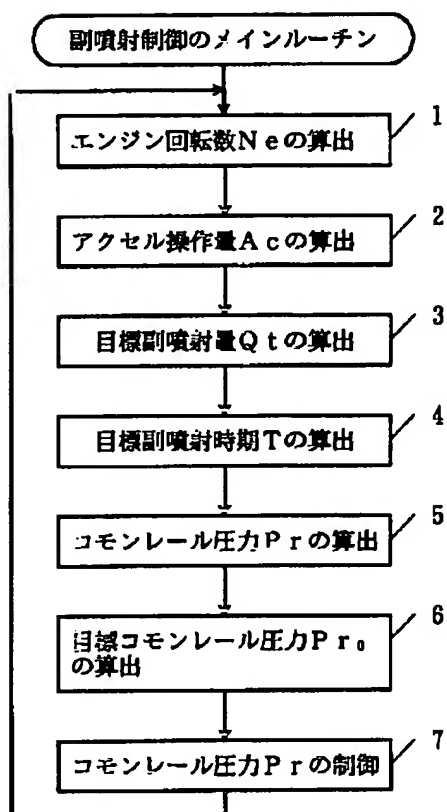 副噴射制御のメインルーチン
1
エンジン回転数Neの算出
2
アクセル操作量Acの算出
3
目標副噴射量Qtの算出
4
目標副噴射時期Tの算出
5
コモンレール圧力Prの算出
6
目標コモンレール圧力Pr₀
の算出
7
コモンレール圧力Prの制御